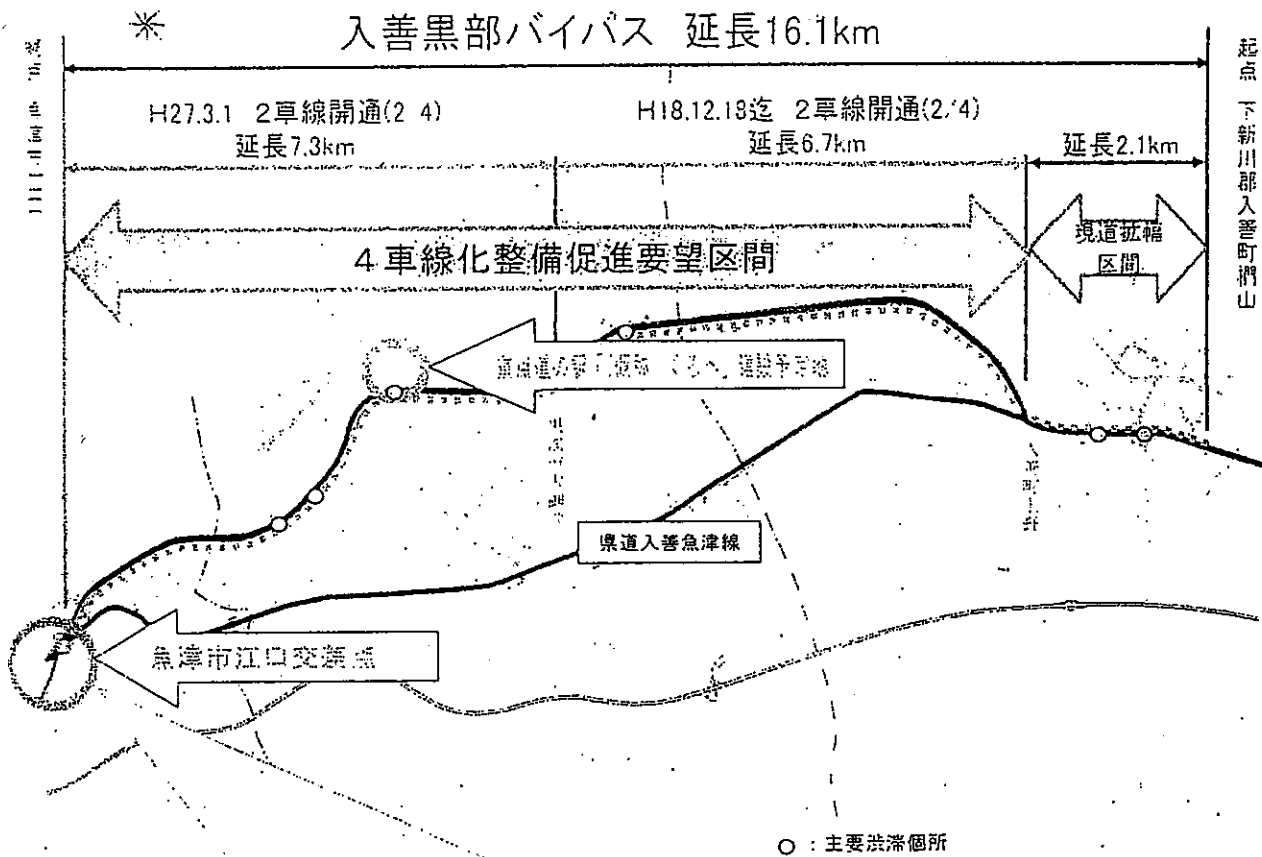 入善黒部バイパス 延長16.1km
H27.3.1 2車線開通(2 4)
延長7.3km
H18.12.18迄 2車線開通(2/4)
延長6.7km
延長2.1km
起点 下新川郡入善町椚山
4車線化整備促進要望区間
現道拡幅
区間
県道入善魚津線
魚津市江口交差点
○ : 主要渋滞個所